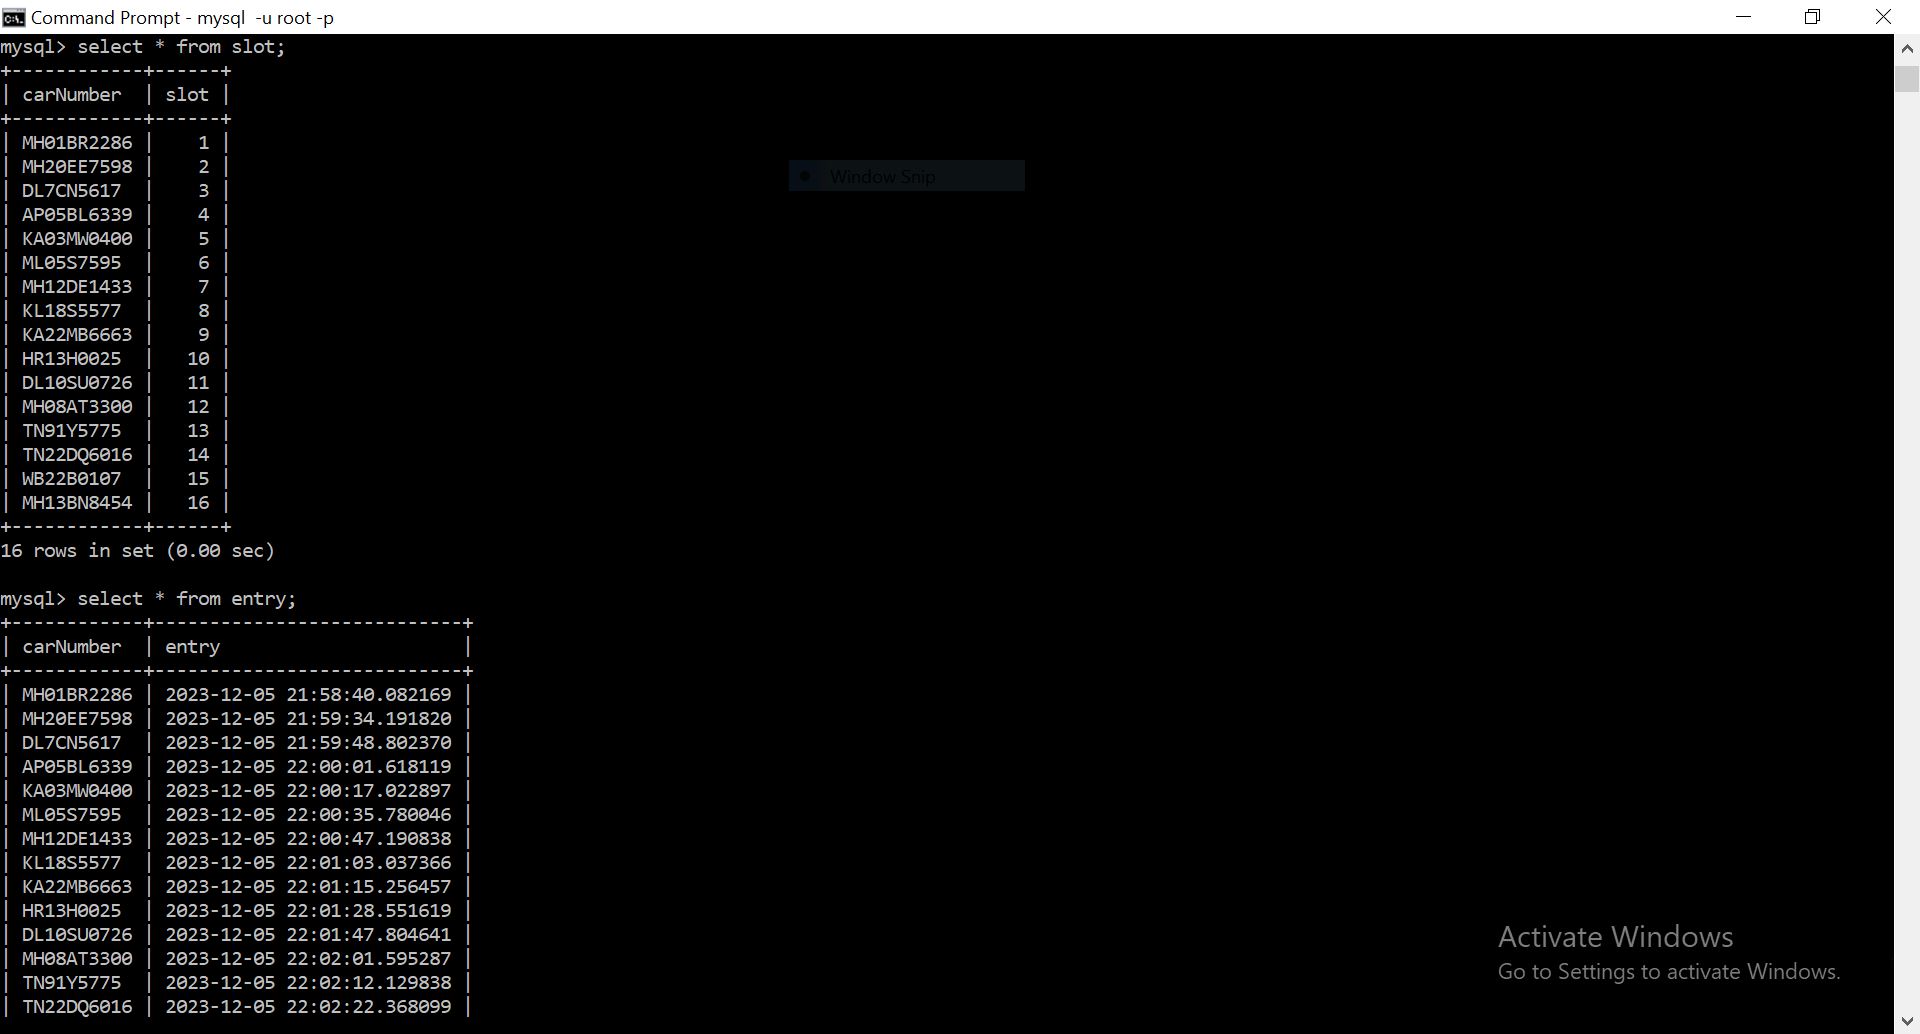 Command Prompt - mysql  -u root -p
mysql> select * from slot;
+------------+------+
| carNumber  | slot |
+------------+------+
| MH01BR2286 |    1 |
| MH20EE7598 |    2 |
| DL7CN5617  |    3 |
| AP05BL6339 |    4 |
| KA03MW0400 |    5 |
| ML05S7595  |    6 |
| MH12DE1433 |    7 |
| KL18S5577  |    8 |
| KA22MB6663 |    9 |
| HR13H0025  |   10 |
| DL10SU0726 |   11 |
| MH08AT3300 |   12 |
| TN91Y5775  |   13 |
| TN22DQ6016 |   14 |
| WB22B0107  |   15 |
| MH13BN8454 |   16 |
+------------+------+
16 rows in set (0.00 sec)
Window Snip
mysql> select * from entry;
+------------+----------------------------+
| carNumber  | entry                      |
+------------+----------------------------+
| MH01BR2286 | 2023-12-05 21:58:40.082169 |
| MH20EE7598 | 2023-12-05 21:59:34.191820 |
| DL7CN5617  | 2023-12-05 21:59:48.802370 |
| AP05BL6339 | 2023-12-05 22:00:01.618119 |
| KA03MW0400 | 2023-12-05 22:00:17.022897 |
| ML05S7595  | 2023-12-05 22:00:35.780046 |
| MH12DE1433 | 2023-12-05 22:00:47.190838 |
| KL18S5577  | 2023-12-05 22:01:03.037366 |
| KA22MB6663 | 2023-12-05 22:01:15.256457 |
| HR13H0025  | 2023-12-05 22:01:28.551619 |
| DL10SU0726 | 2023-12-05 22:01:47.804641 |
| MH08AT3300 | 2023-12-05 22:02:01.595287 |
| TN91Y5775  | 2023-12-05 22:02:12.129838 |
| TN22DQ6016 | 2023-12-05 22:02:22.368099 |
Activate Windows
Go to Settings to activate Windows.